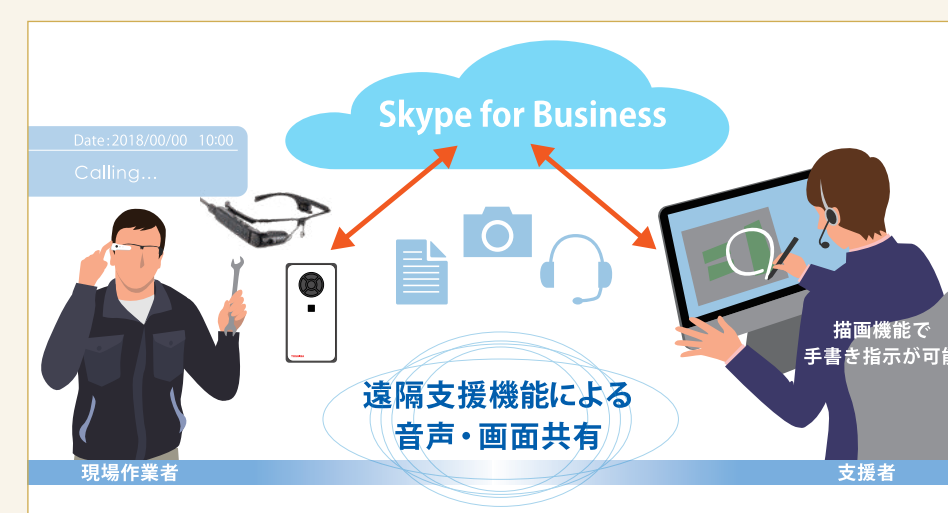 Skype for Business
Date:2018/00/00 10:00
Calling...
描画機能で
手書き指示が可能
遠隔支援機能による
音声・画面共有
現場作業者
支援者